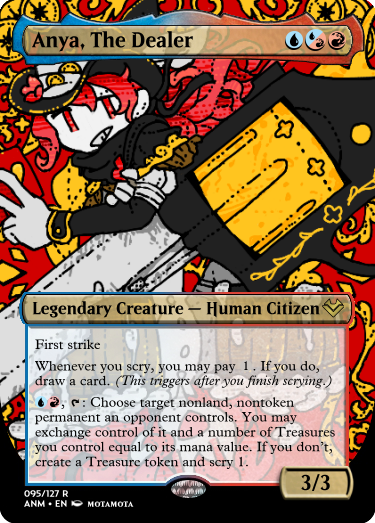 Anya, The Dealer
Legendary Creature — Human Citizen
First strike
Whenever you scry, you may pay 1. If you do,
draw a card. (This triggers after you finish scrying.)
, : Choose target nonland, nontoken
permanent an opponent controls. You may
exchange control of it and a number of Treasures
you control equal to its mana value. If you don't,
create a Treasure token and scry 1.
3/3
095/127 R
ANM • EN MOTAMOTA